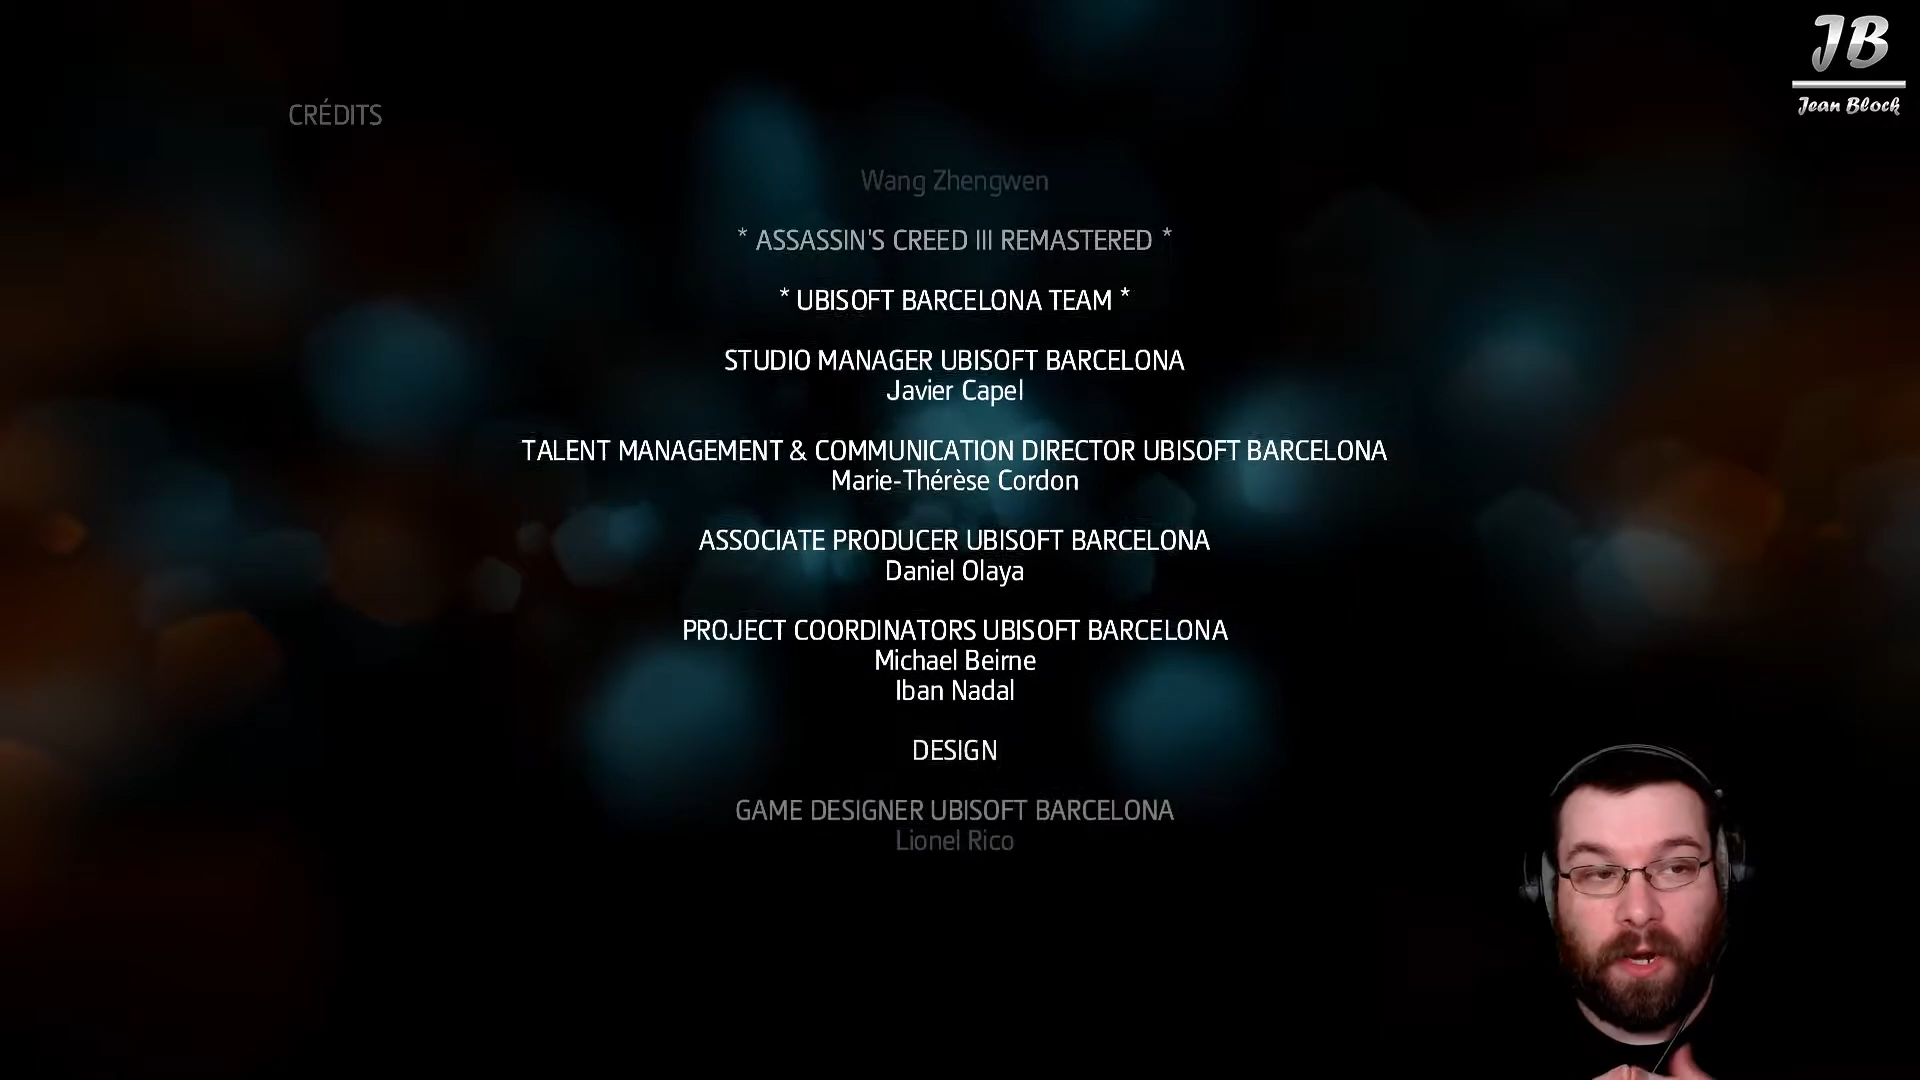 JB
Jean Block
CRÉDITS
Wang Zhengwen
* ASSASSIN'S CREED III REMASTERED *
* UBISOFT BARCELONA TEAM *
STUDIO MANAGER UBISOFT BARCELONA
Javier Capel
TALENT MANAGEMENT & COMMUNICATION DIRECTOR UBISOFT BARCELONA
Marie-Thérèse Cordon
ASSOCIATE PRODUCER UBISOFT BARCELONA
Daniel Olaya
PROJECT COORDINATORS UBISOFT BARCELONA
Michael Beirne
Iban Nadal
DESIGN
GAME DESIGNER UBISOFT BARCELONA
Lionel Rico